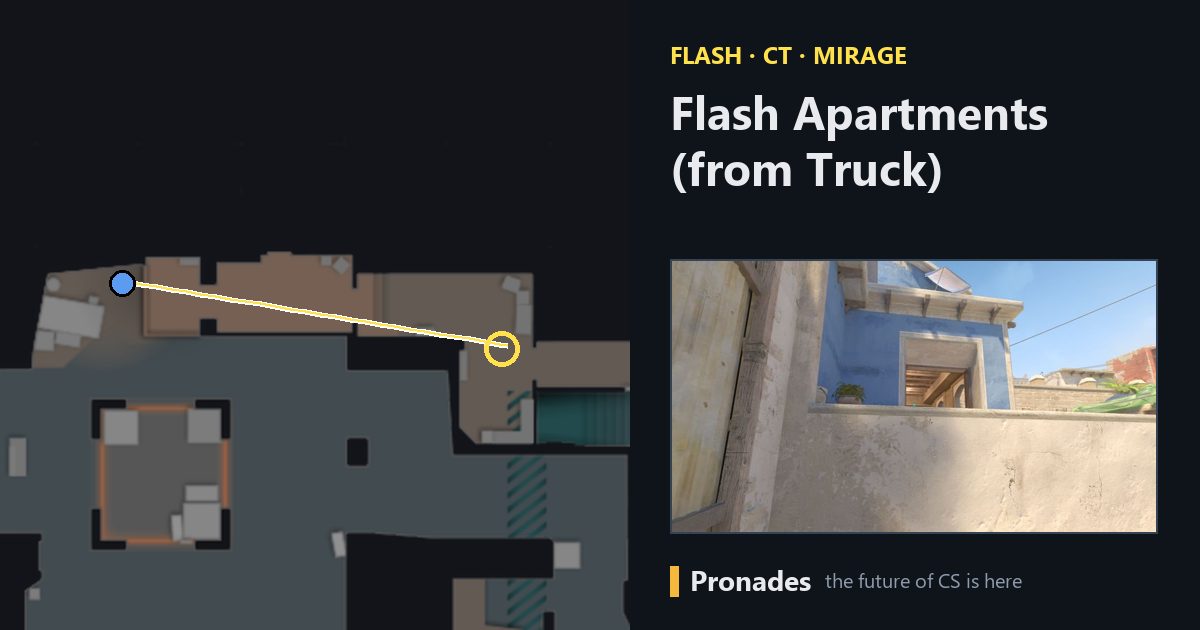 FLASH · CT · MIRAGE
Flash Apartments
(from Truck)
Pronades the future of CS is here